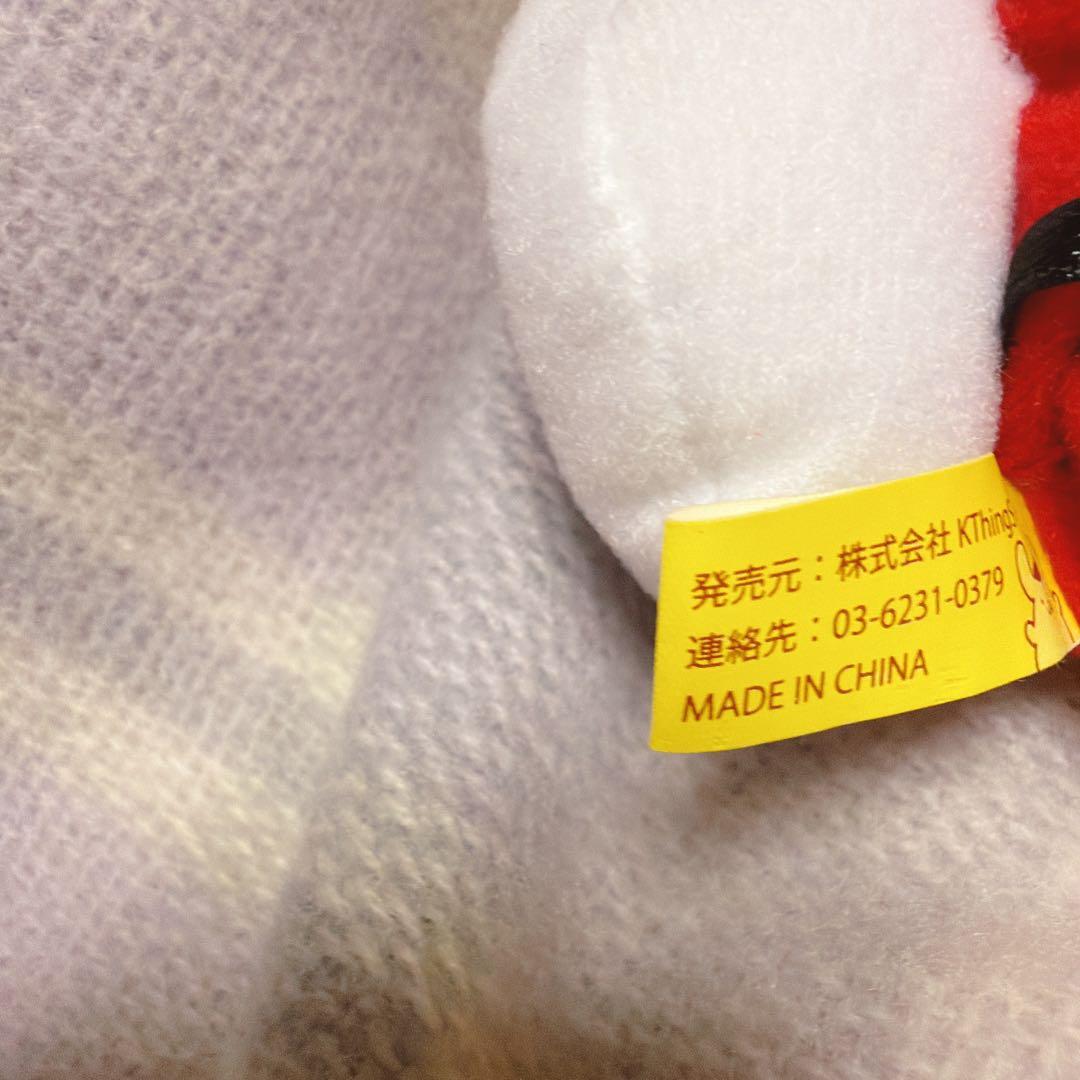 発売元：株式会社 KThings
連絡先：03-6231-0379
MADE IN CHINA